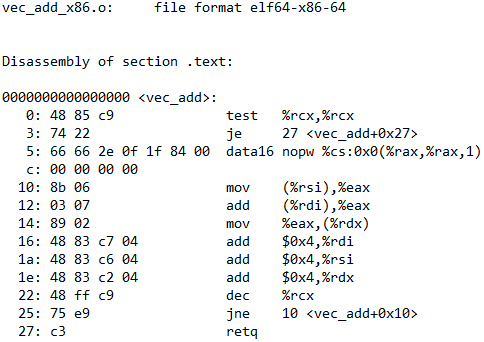 vec_add_x86.o:     file format elf64-x86-64
Disassembly of section .text:
0000000000000000 <vec_add>:
   0: 48 85 c9                test   %rcx,%rcx
   3: 74 22                   je     27 <vec_add+0x27>
   5: 66 66 2e 0f 1f 84 00    data16 nopw %cs:0x0(%rax,%rax,1)
   c: 00 00 00 00
  10: 8b 06                   mov    (%rsi),%eax
  12: 03 07                   add    (%rdi),%eax
  14: 89 02                   mov    %eax,(%rdx)
  16: 48 83 c7 04             add    $0x4,%rdi
  1a: 48 83 c6 04             add    $0x4,%rsi
  1e: 48 83 c2 04             add    $0x4,%rdx
  22: 48 ff c9                dec    %rcx
  25: 75 e9                   jne    10 <vec_add+0x10>
  27: c3                      retq